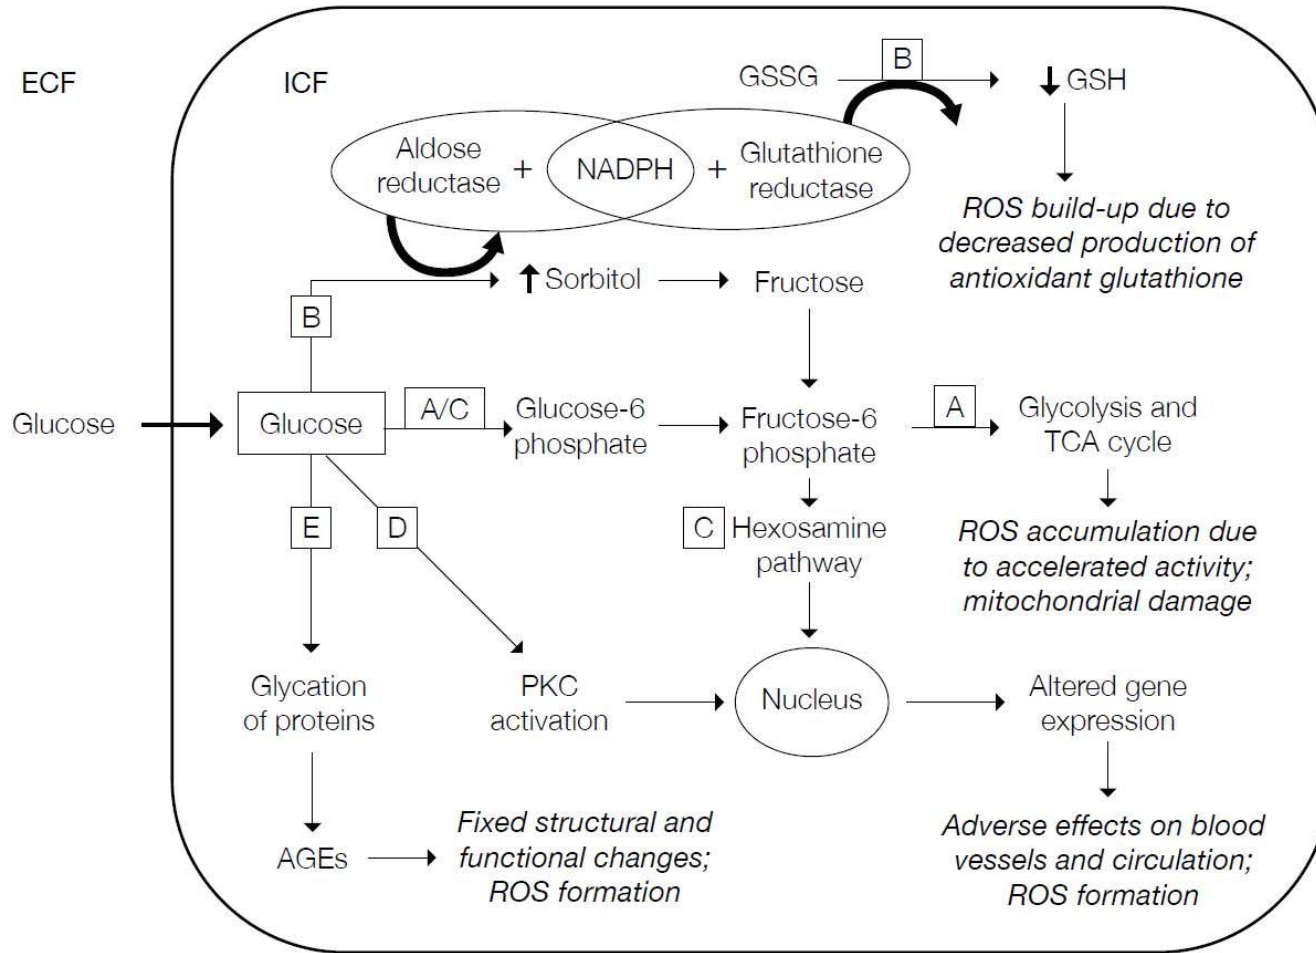 ECF
ICF
GSSG
B
GSH
Aldose
reductase
+
NADPH
+
Glutathione
reductase
ROS build-up due to
decreased production of
antioxidant glutathione
Sorbitol
Fructose
B
Glucose
Glucose
A/C
Glucose-6
phosphate
Fructose-6
phosphate
A
Glycolysis and
TCA cycle
E
D
C
Hexosamine
pathway
ROS accumulation due
to accelerated activity;
mitochondrial damage
Glycation
of proteins
PKC
activation
Nucleus
Altered gene
expression
AGEs
Fixed structural and
functional changes;
ROS formation
Adverse effects on blood
vessels and circulation;
ROS formation